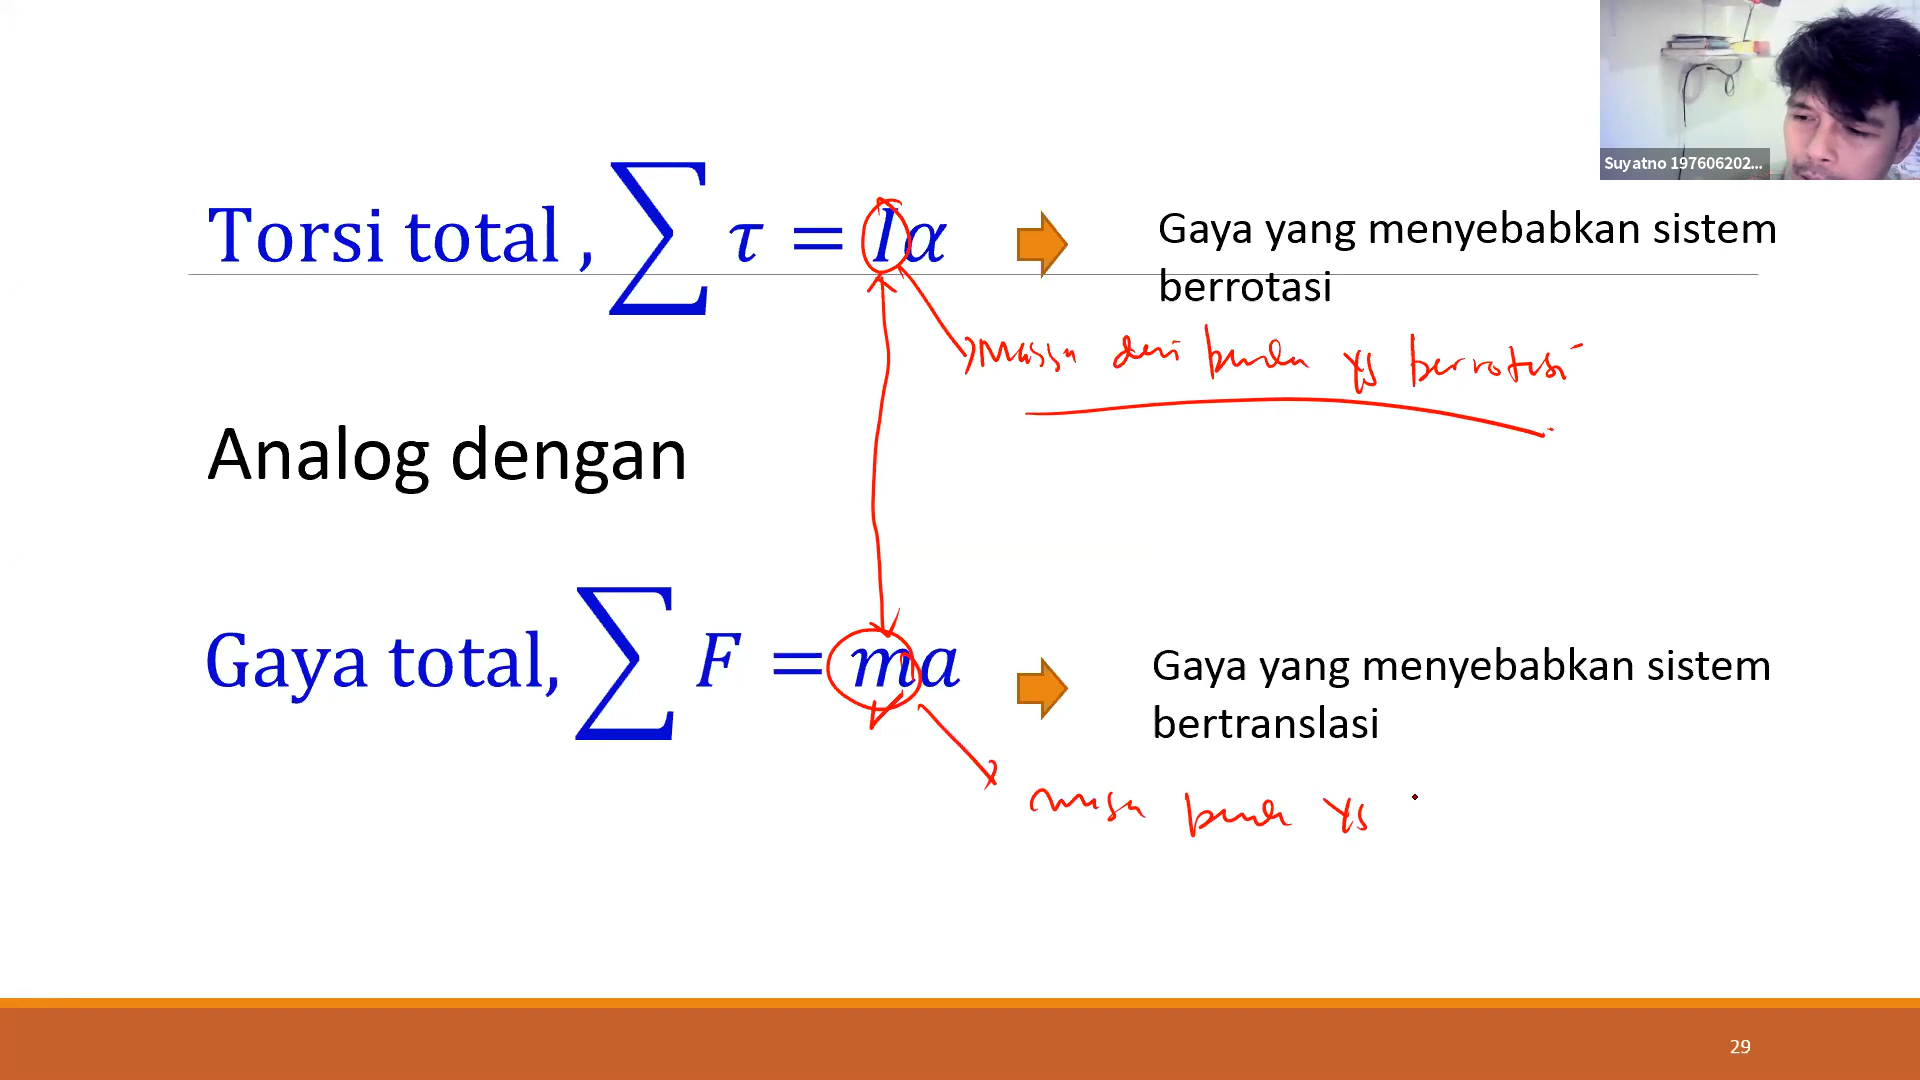 Suyatno 197606202...
Torsi total , ∑ τ = Iα
Gaya yang menyebabkan sistem
berrotasi
massa dari benda yg berrotasi
Analog dengan
Gaya total, ∑ F = ma
Gaya yang menyebabkan sistem
bertranslasi
masa benda yg
29